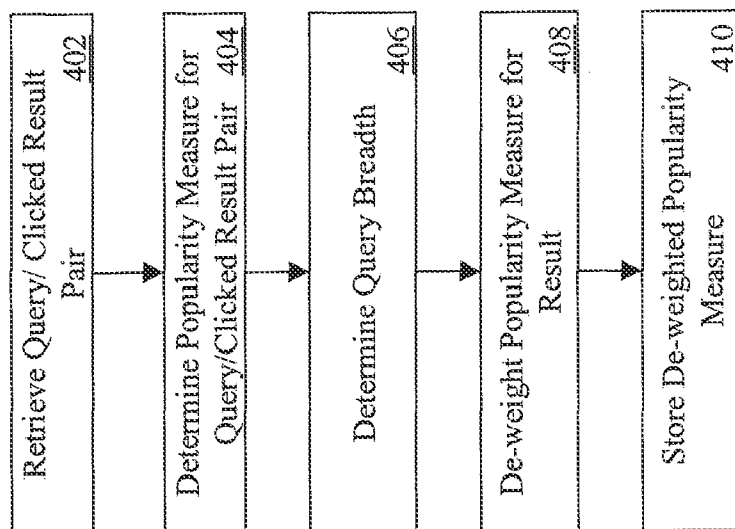 Retrieve Query/ Clicked Result
Pair
402
Determine Popularity Measure for
Query/Clicked Result Pair
404
Determine Query Breadth
406
De-weight Popularity Measure for
Result
408
Store De-weighted Popularity
Measure
410